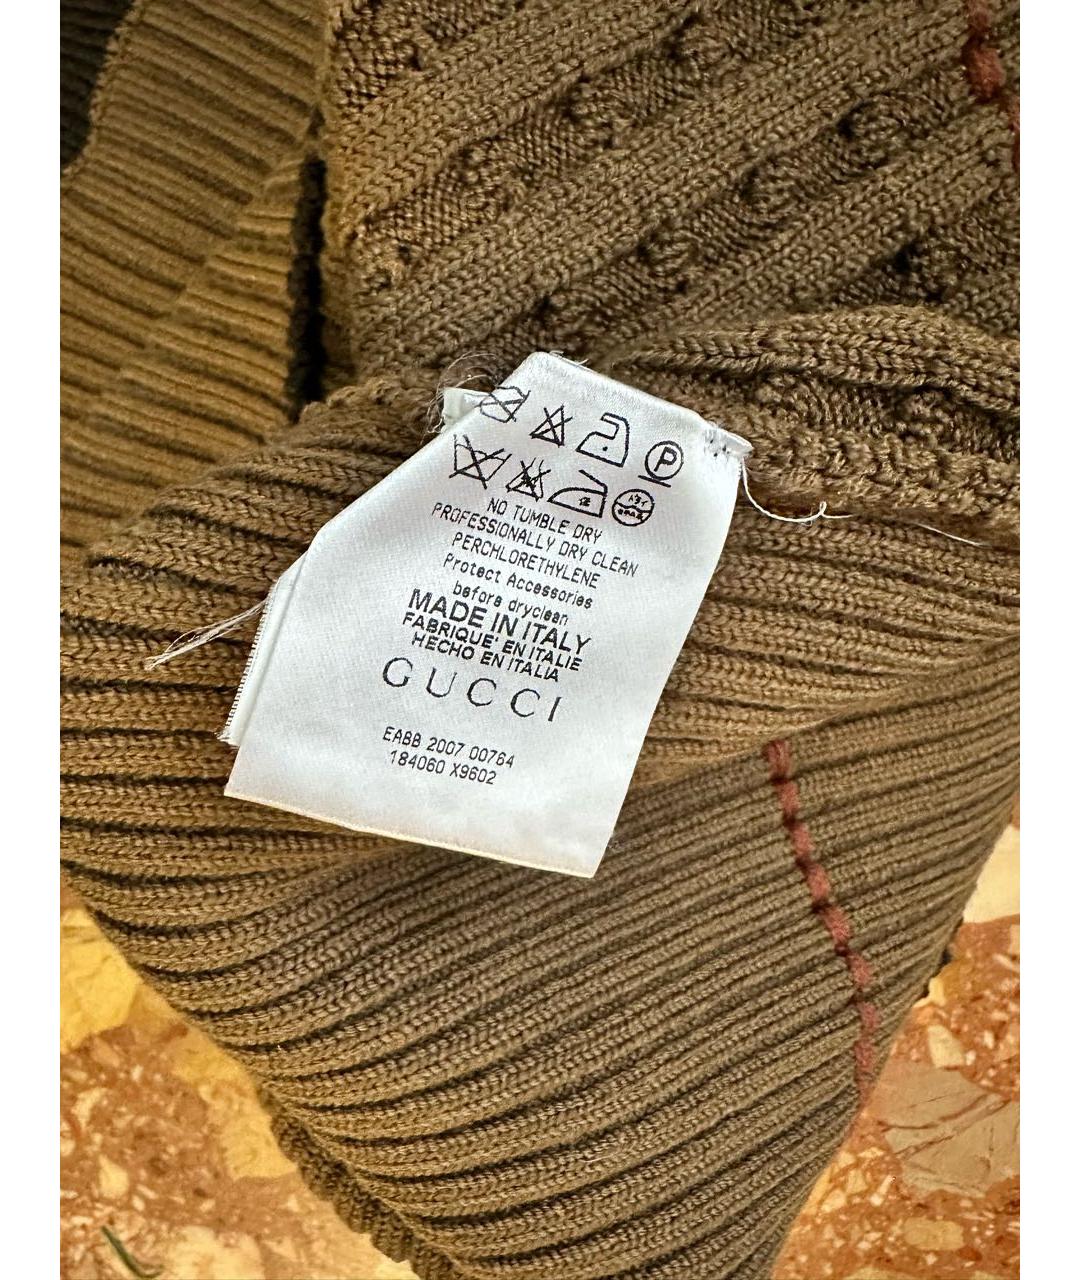 P
NO TUMBLE DRY
PROFESSIONALLY DRY CLEAN
PERCHLORETHYLENE
Protect Accessories
before dryclean
MADE IN ITALY
FABRIQUE' EN ITALIE
HECHO EN ITALIA
GUCCI
EABB 2007 00764
184060 X9602